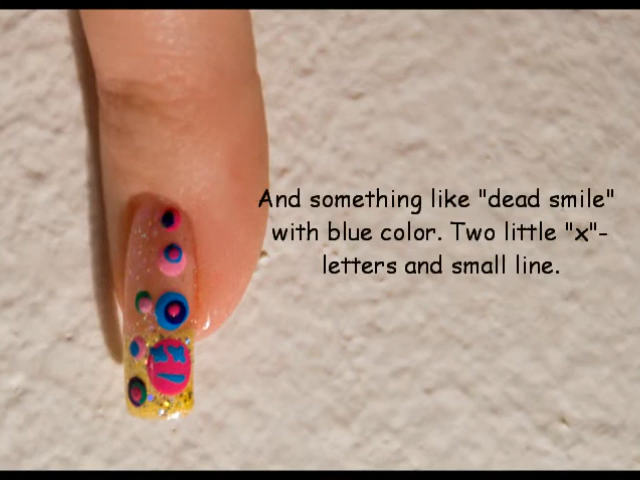 And something like "dead smile"
with blue color. Two little "x"-
letters and small line.